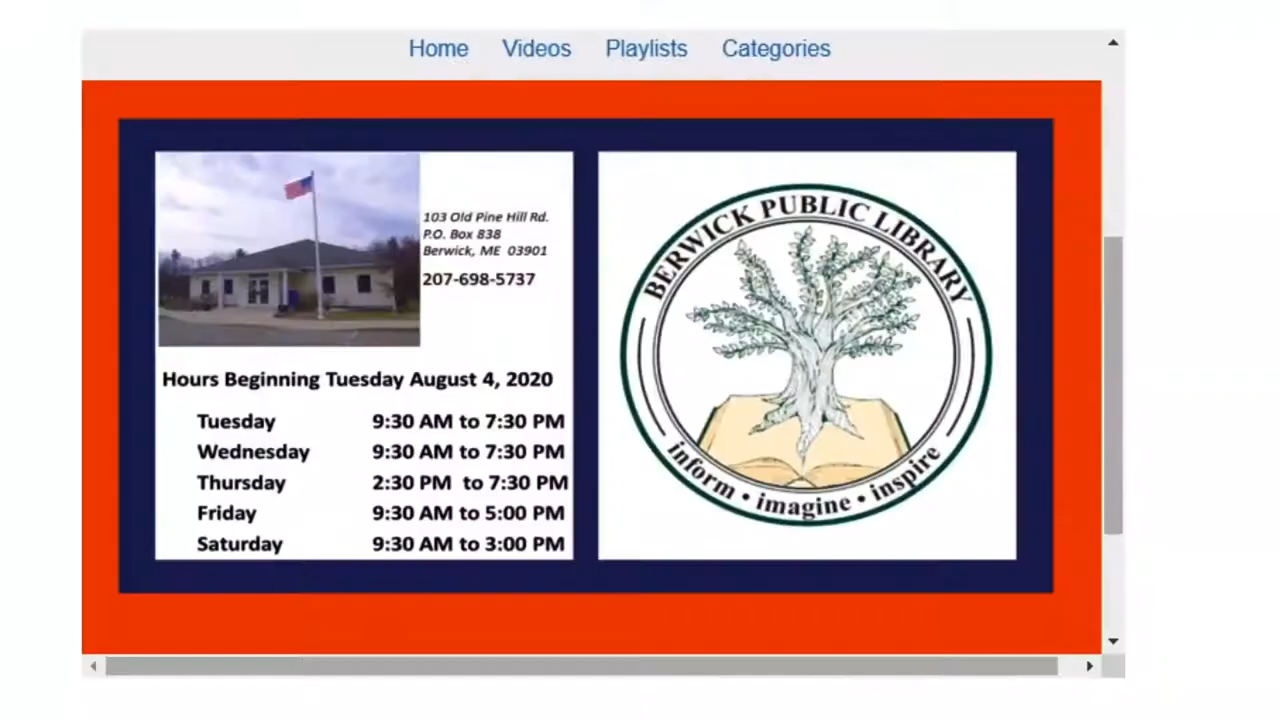 Home Videos Playlists Categories
103 Old Pine Hill Rd.
P.O. Box 838
Berwick, ME 03901
207-698-5737
Hours Beginning Tuesday August 4, 2020
Tuesday 9:30 AM to 7:30 PM
Wednesday 9:30 AM to 7:30 PM
Thursday 2:30 PM to 7:30 PM
Friday 9:30 AM to 5:00 PM
Saturday 9:30 AM to 3:00 PM
BERWICK PUBLIC LIBRARY
inform • imagine • inspire